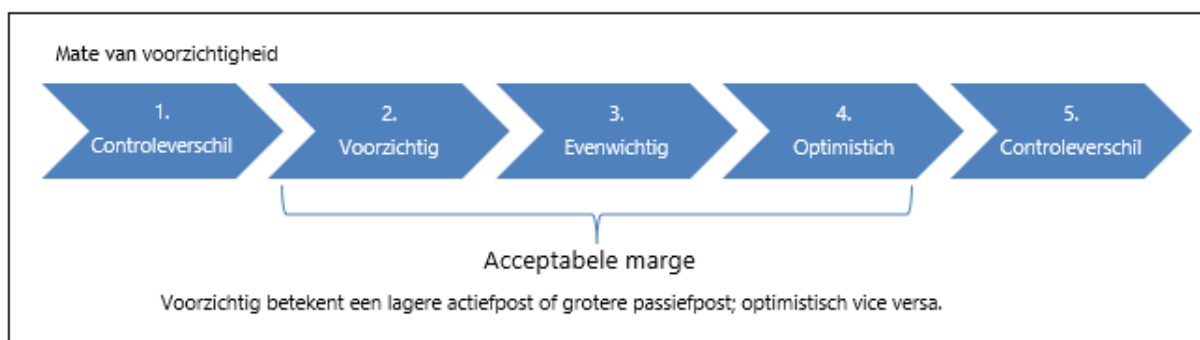 Mate van voorzichtigheid
1.
Controleverschil
2.
Voorzichtig
3.
Evenwichtig
4.
Optimistich
5.
Controleverschil
Acceptabele marge
Voorzichtig betekent een lagere actiefpost of grotere passiefpost; optimistisch vice versa.